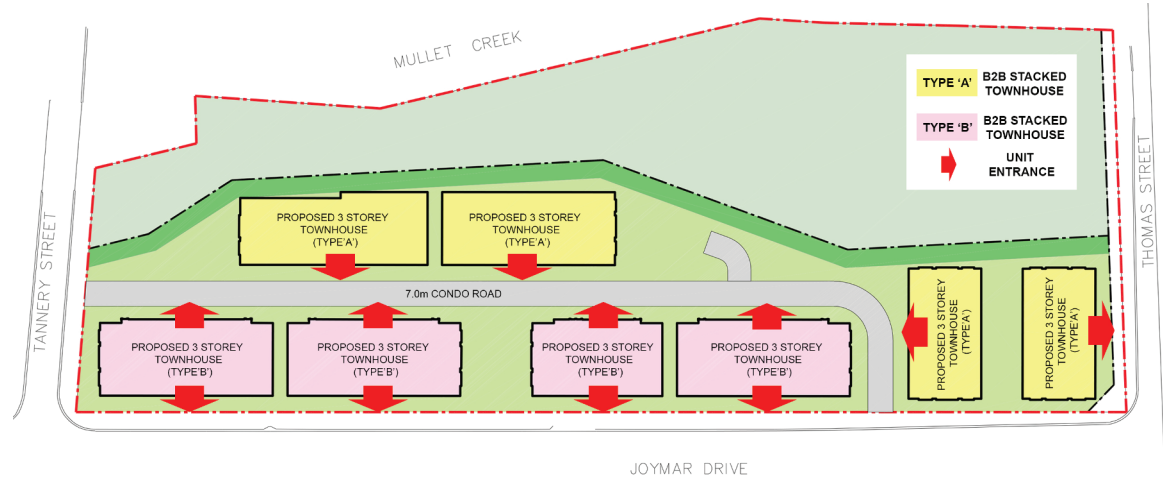 MULLET CREEK
TYPE 'A'
B2B STACKED
TOWNHOUSE
TYPE 'B'
B2B STACKED
TOWNHOUSE
UNIT
ENTRANCE
THOMAS STREET
TANNERY STREET
PROPOSED 3 STOREY
TOWNHOUSE
(TYPE'A')
PROPOSED 3 STOREY
TOWNHOUSE
(TYPE'A')
7.0m CONDO ROAD
PROPOSED 3 STOREY
TOWNHOUSE
(TYPE'B')
PROPOSED 3 STOREY
TOWNHOUSE
(TYPE'B')
PROPOSED 3 STOREY
TOWNHOUSE
(TYPE'B')
PROPOSED 3 STOREY
TOWNHOUSE
(TYPE'B')
PROPOSED 3 STOREY
TOWNHOUSE
(TYPE'A')
PROPOSED 3 STOREY
TOWNHOUSE
(TYPE'A')
JOYMAR DRIVE